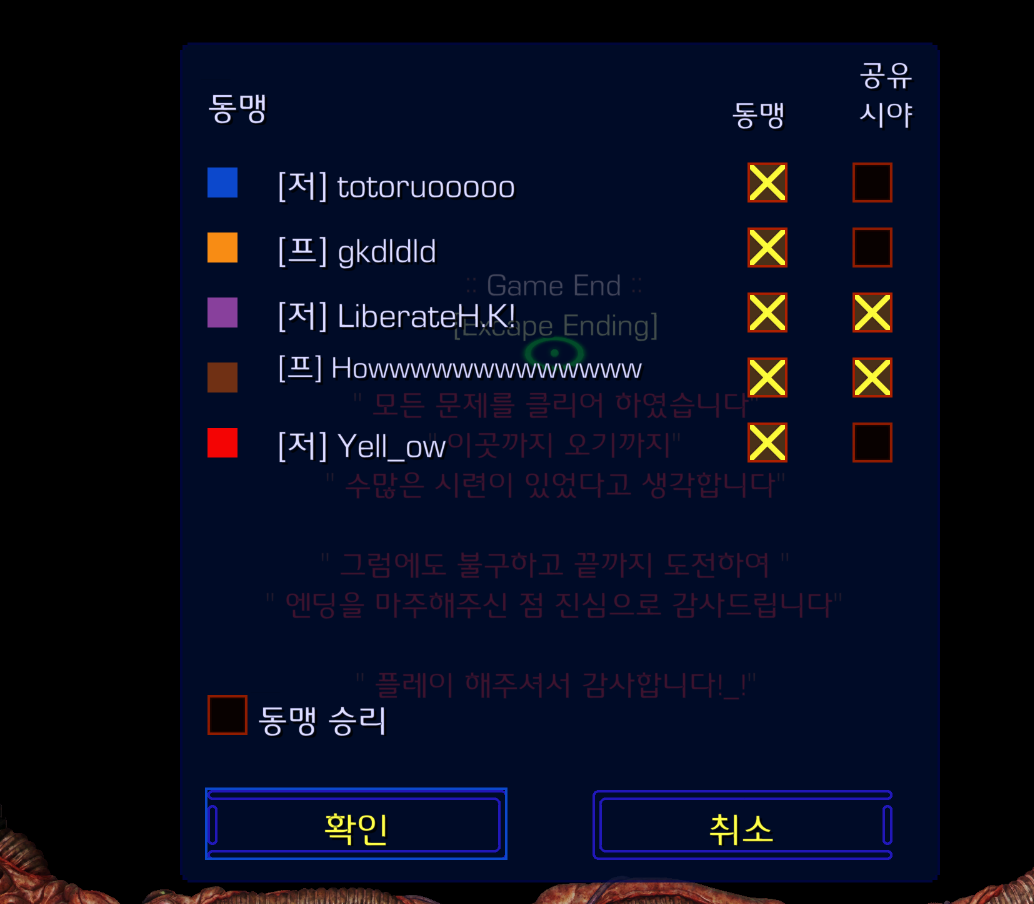 공유
동맹 동맹 시야
[저] totoruooooo
[프] gkdldld
:: Game End ::
[저] LiberateH.K!
[Excape Ending]
[프] Howwwwwwwwwwwwww
" 모든 문제를 클리어 하였습니다"
[저] Yell_ow
"이곳까지 오기까지"
" 수많은 시련이 있었다고 생각합니다"
" 그럼에도 불구하고 끝까지 도전하여 "
" 엔딩을 마주해주신 점 진심으로 감사드립니다"
" 플레이 해주셔서 감사합니다!_!"
동맹 승리
확인 취소